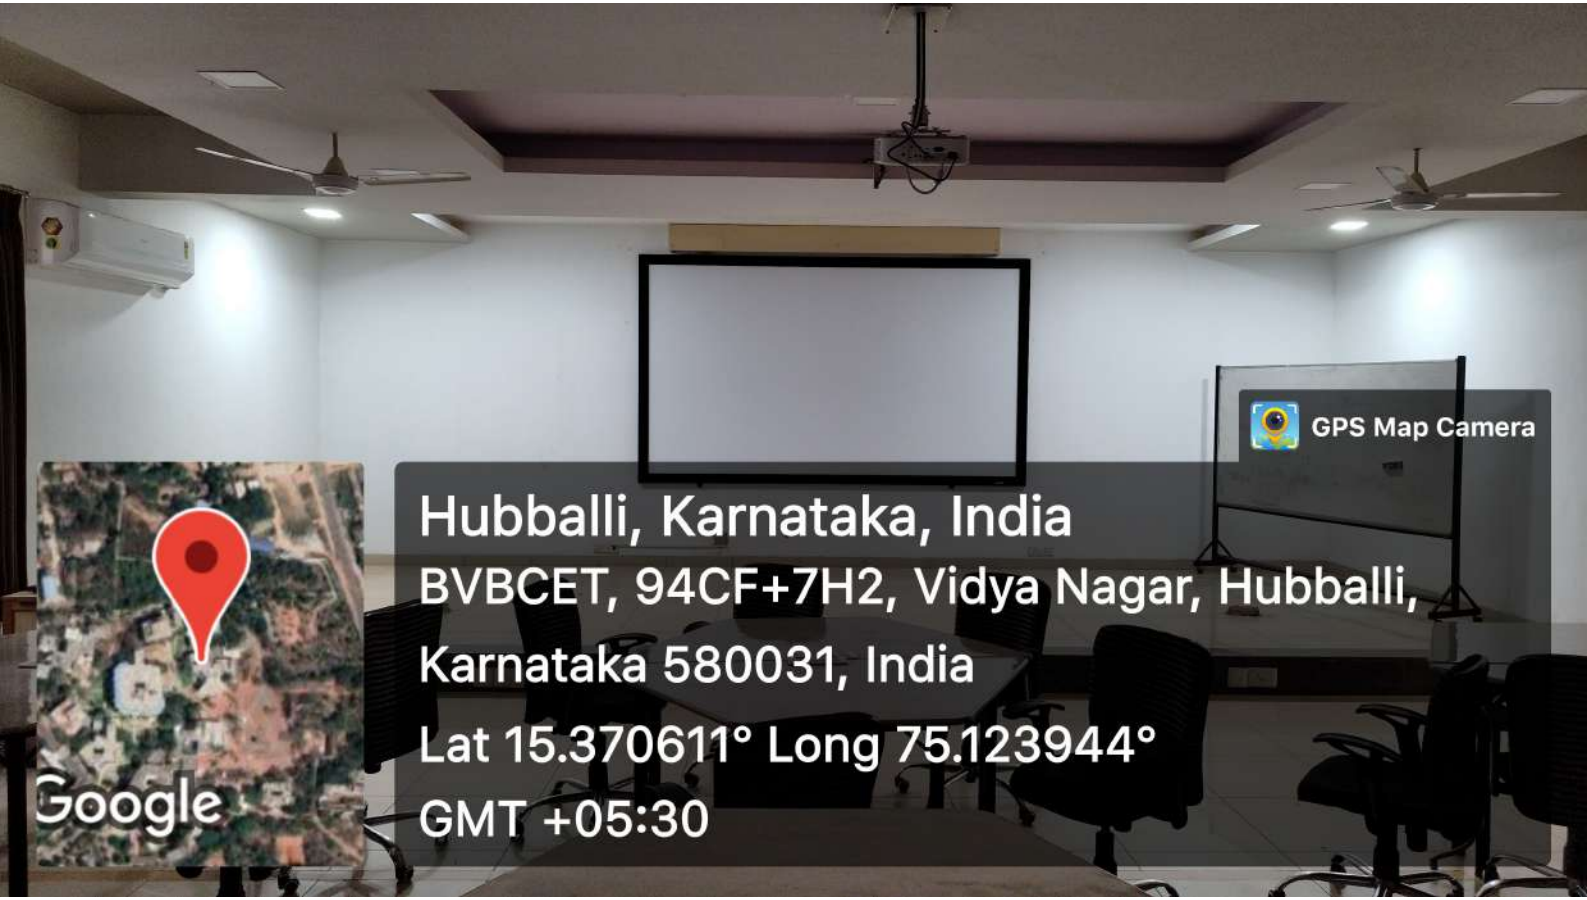 GPS Map Camera
Hubballi, Karnataka, India
BVBCET, 94CF+7H2, Vidya Nagar, Hubballi,
Karnataka 580031, India
Lat 15.370611° Long 75.123944°
GMT +05:30
Google